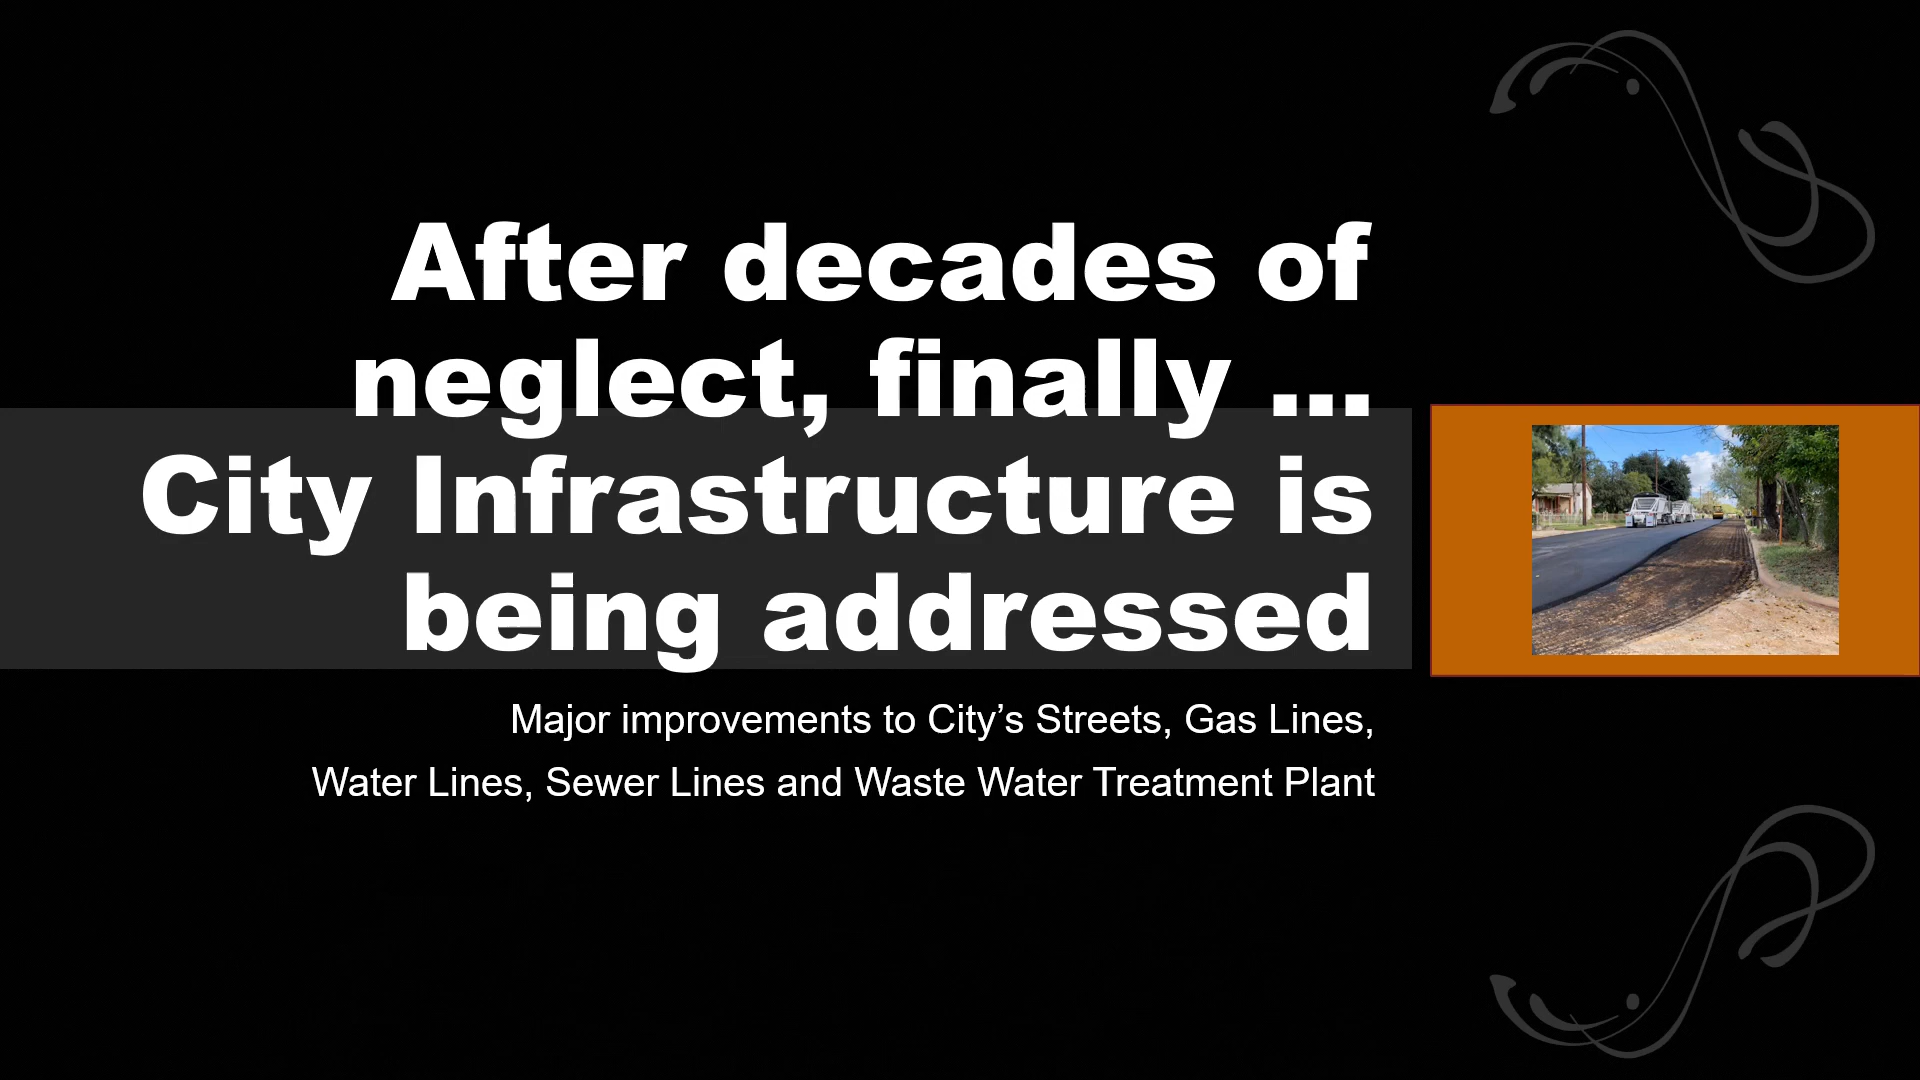 After decades of
neglect, finally ...
City Infrastructure is
being addressed
Major improvements to City’s Streets, Gas Lines,
Water Lines, Sewer Lines and Waste Water Treatment Plant